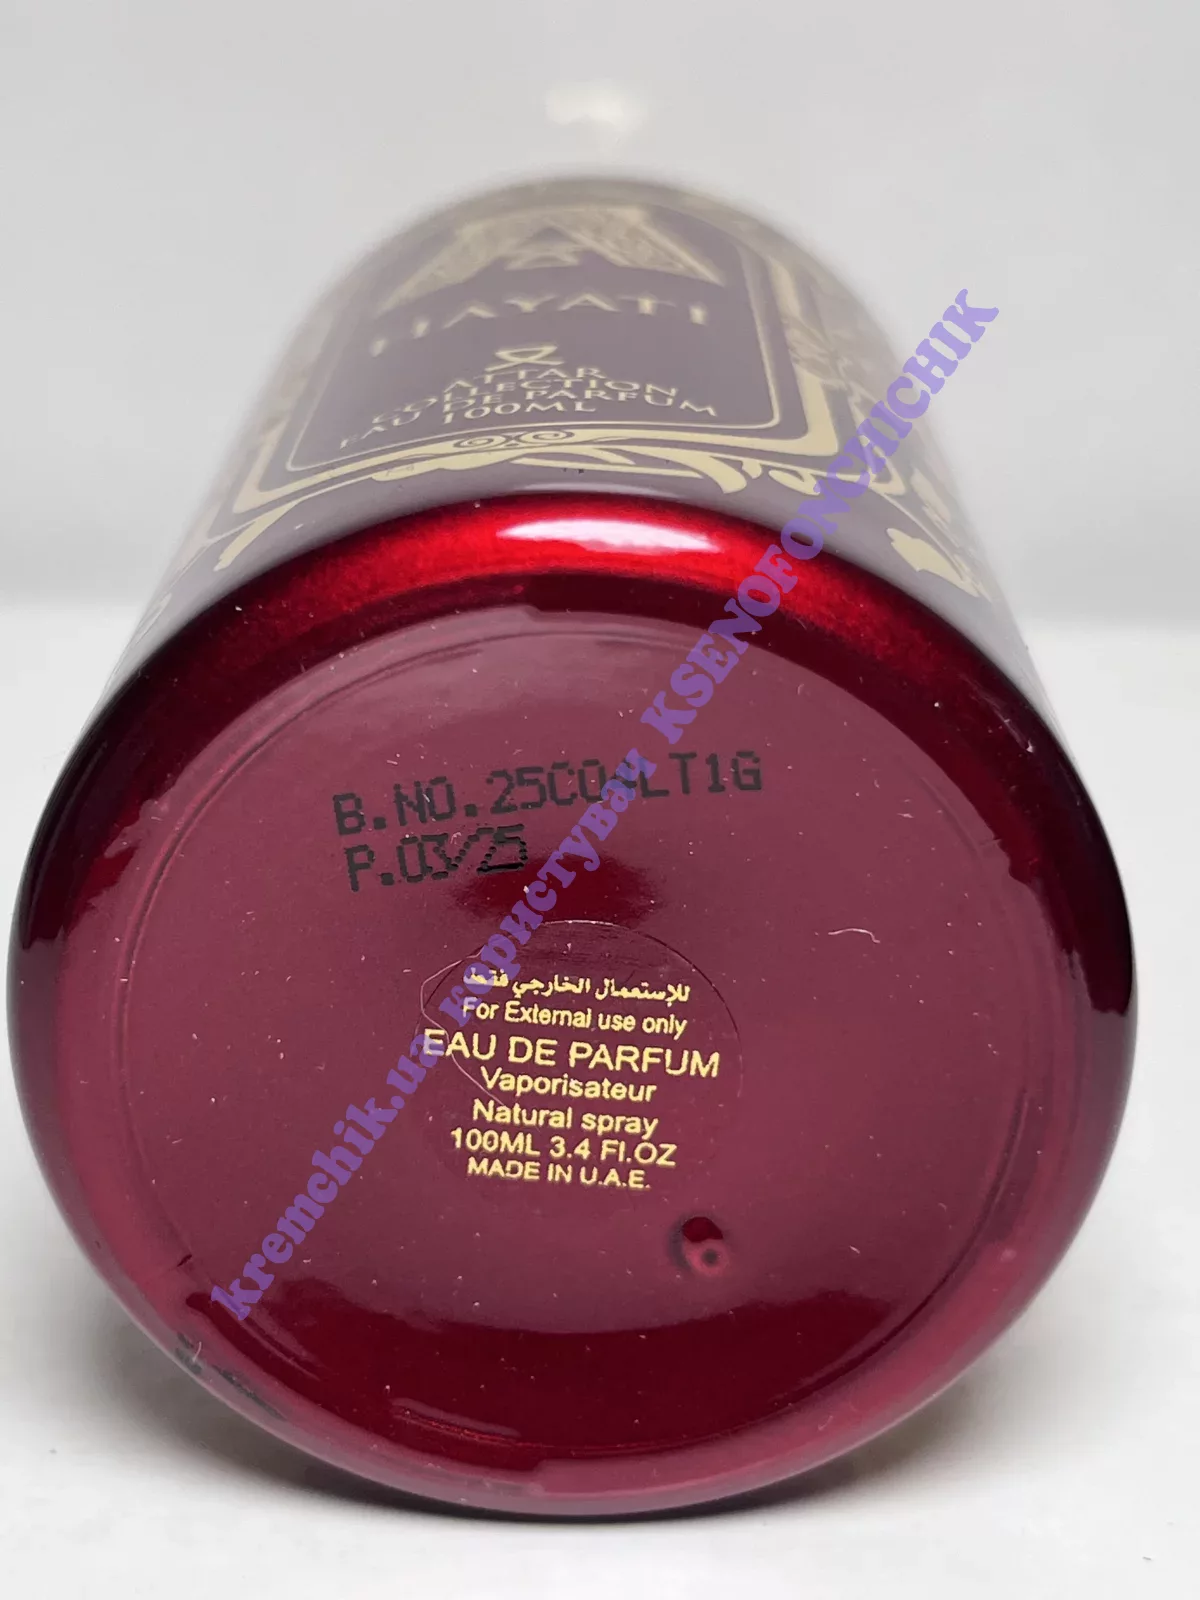 HAYATI
ATTAR
COLLECTION
EAU DE PARFUM
100ML
B.NO.25C04LT1G
P.03/25
للإستعمال الخارجي فقط
For External use only
EAU DE PARFUM
Vaporisateur
Natural spray
100ML 3.4 Fl.OZ
MADE IN U.A.E.
kremchik.ua користувач KSENOFONCHICHIK